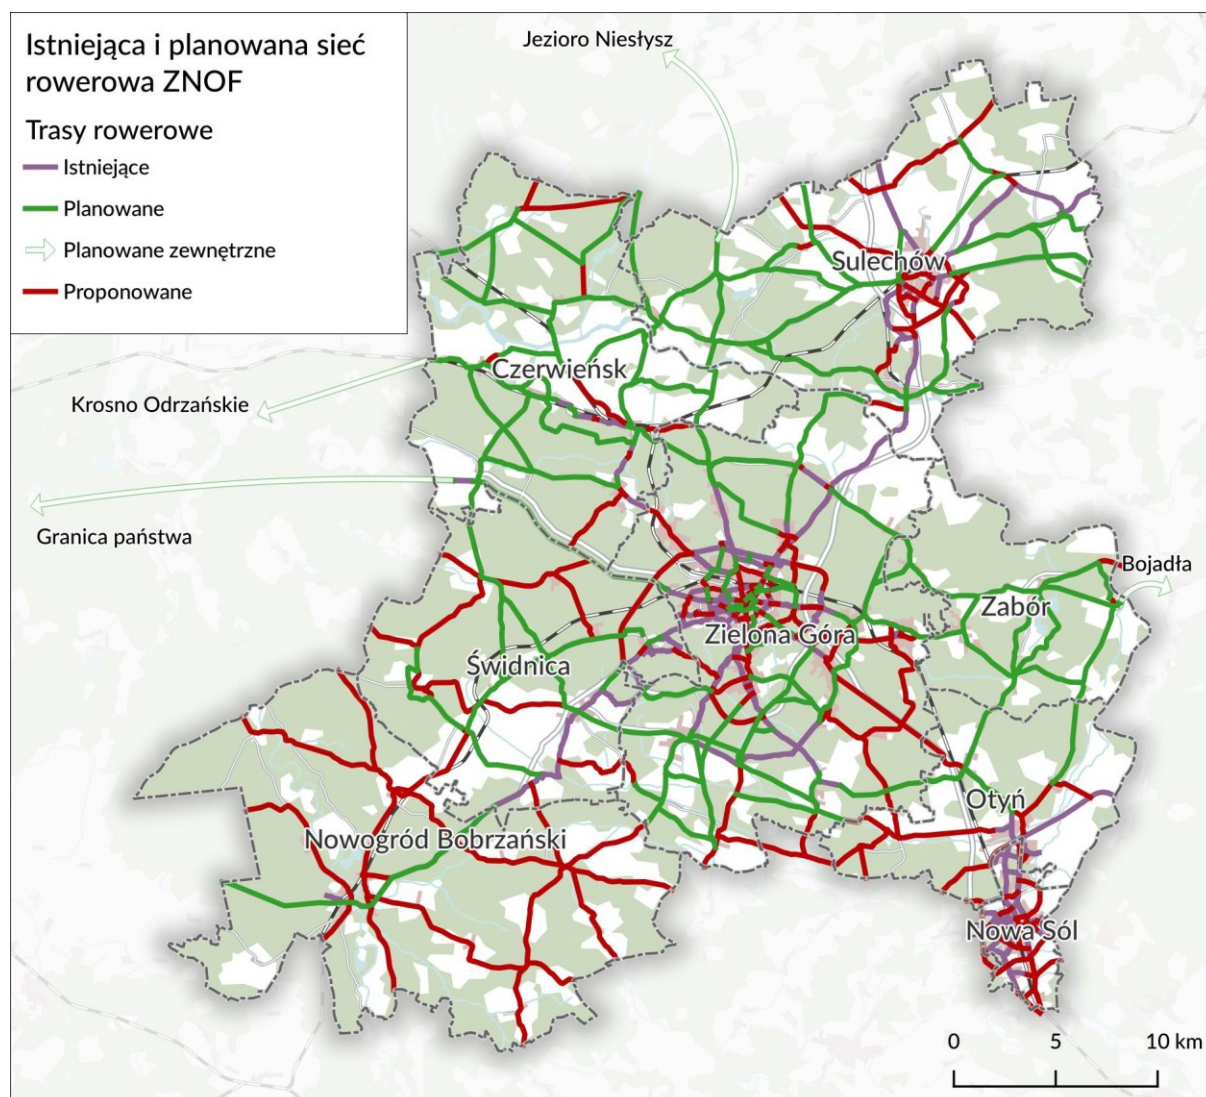 Istniejąca i planowana sieć
rowerowa ZNOF
Trasy rowerowe
Istniejące
Planowane
Planowane zewnętrzne
Proponowane
Jezioro Niesłysz
Sulechów
Czerwieńsk
Krosno Odrzańskie
Granica państwa
Bojadła
Zabór
Zielona Góra
Świdnica
Otyń
Nowogród Bobrzański
Nowa Sól
0 5 10 km